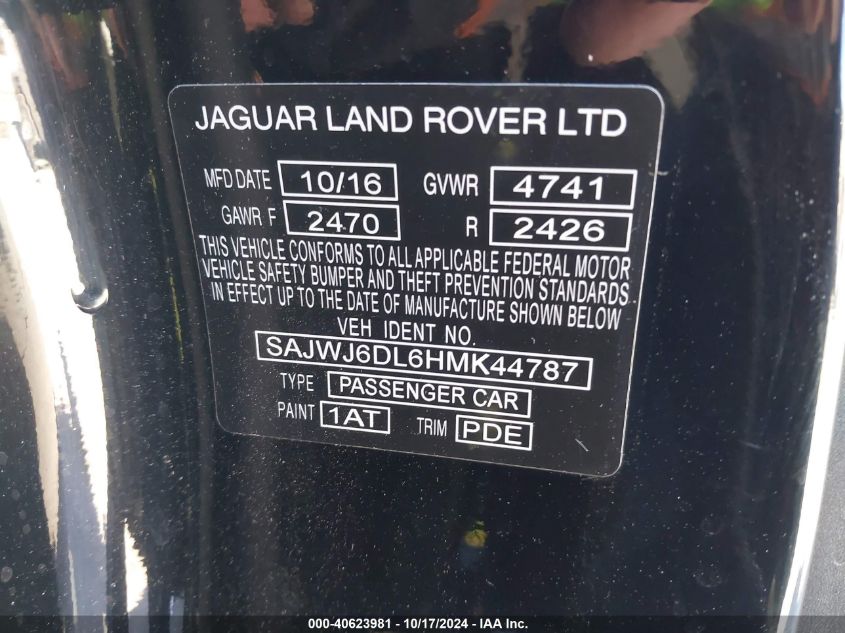 JAGUAR LAND ROVER LTD
MFD DATE 10/16 GVWR 4741
GAWR F 2470 R 2426
THIS VEHICLE CONFORMS TO ALL APPLICABLE FEDERAL MOTOR
VEHICLE SAFETY BUMPER AND THEFT PREVENTION STANDARDS
IN EFFECT UP TO THE DATE OF MANUFACTURE SHOWN BELOW
VEH IDENT NO.
SAJWJ6DL6HMK44787
TYPE PASSENGER CAR
PAINT 1AT TRIM PDE
000-40623981 - 10/17/2024 - IAA Inc.